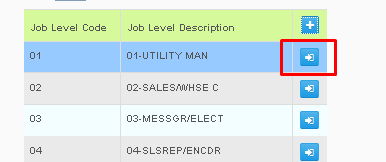 Job Level Code Job Level Description
01 01-UTILITY MAN
02 02-SALES/WHSE C
03 03-MESSGR/ELECT
04 04-SLSREP/ENCDR